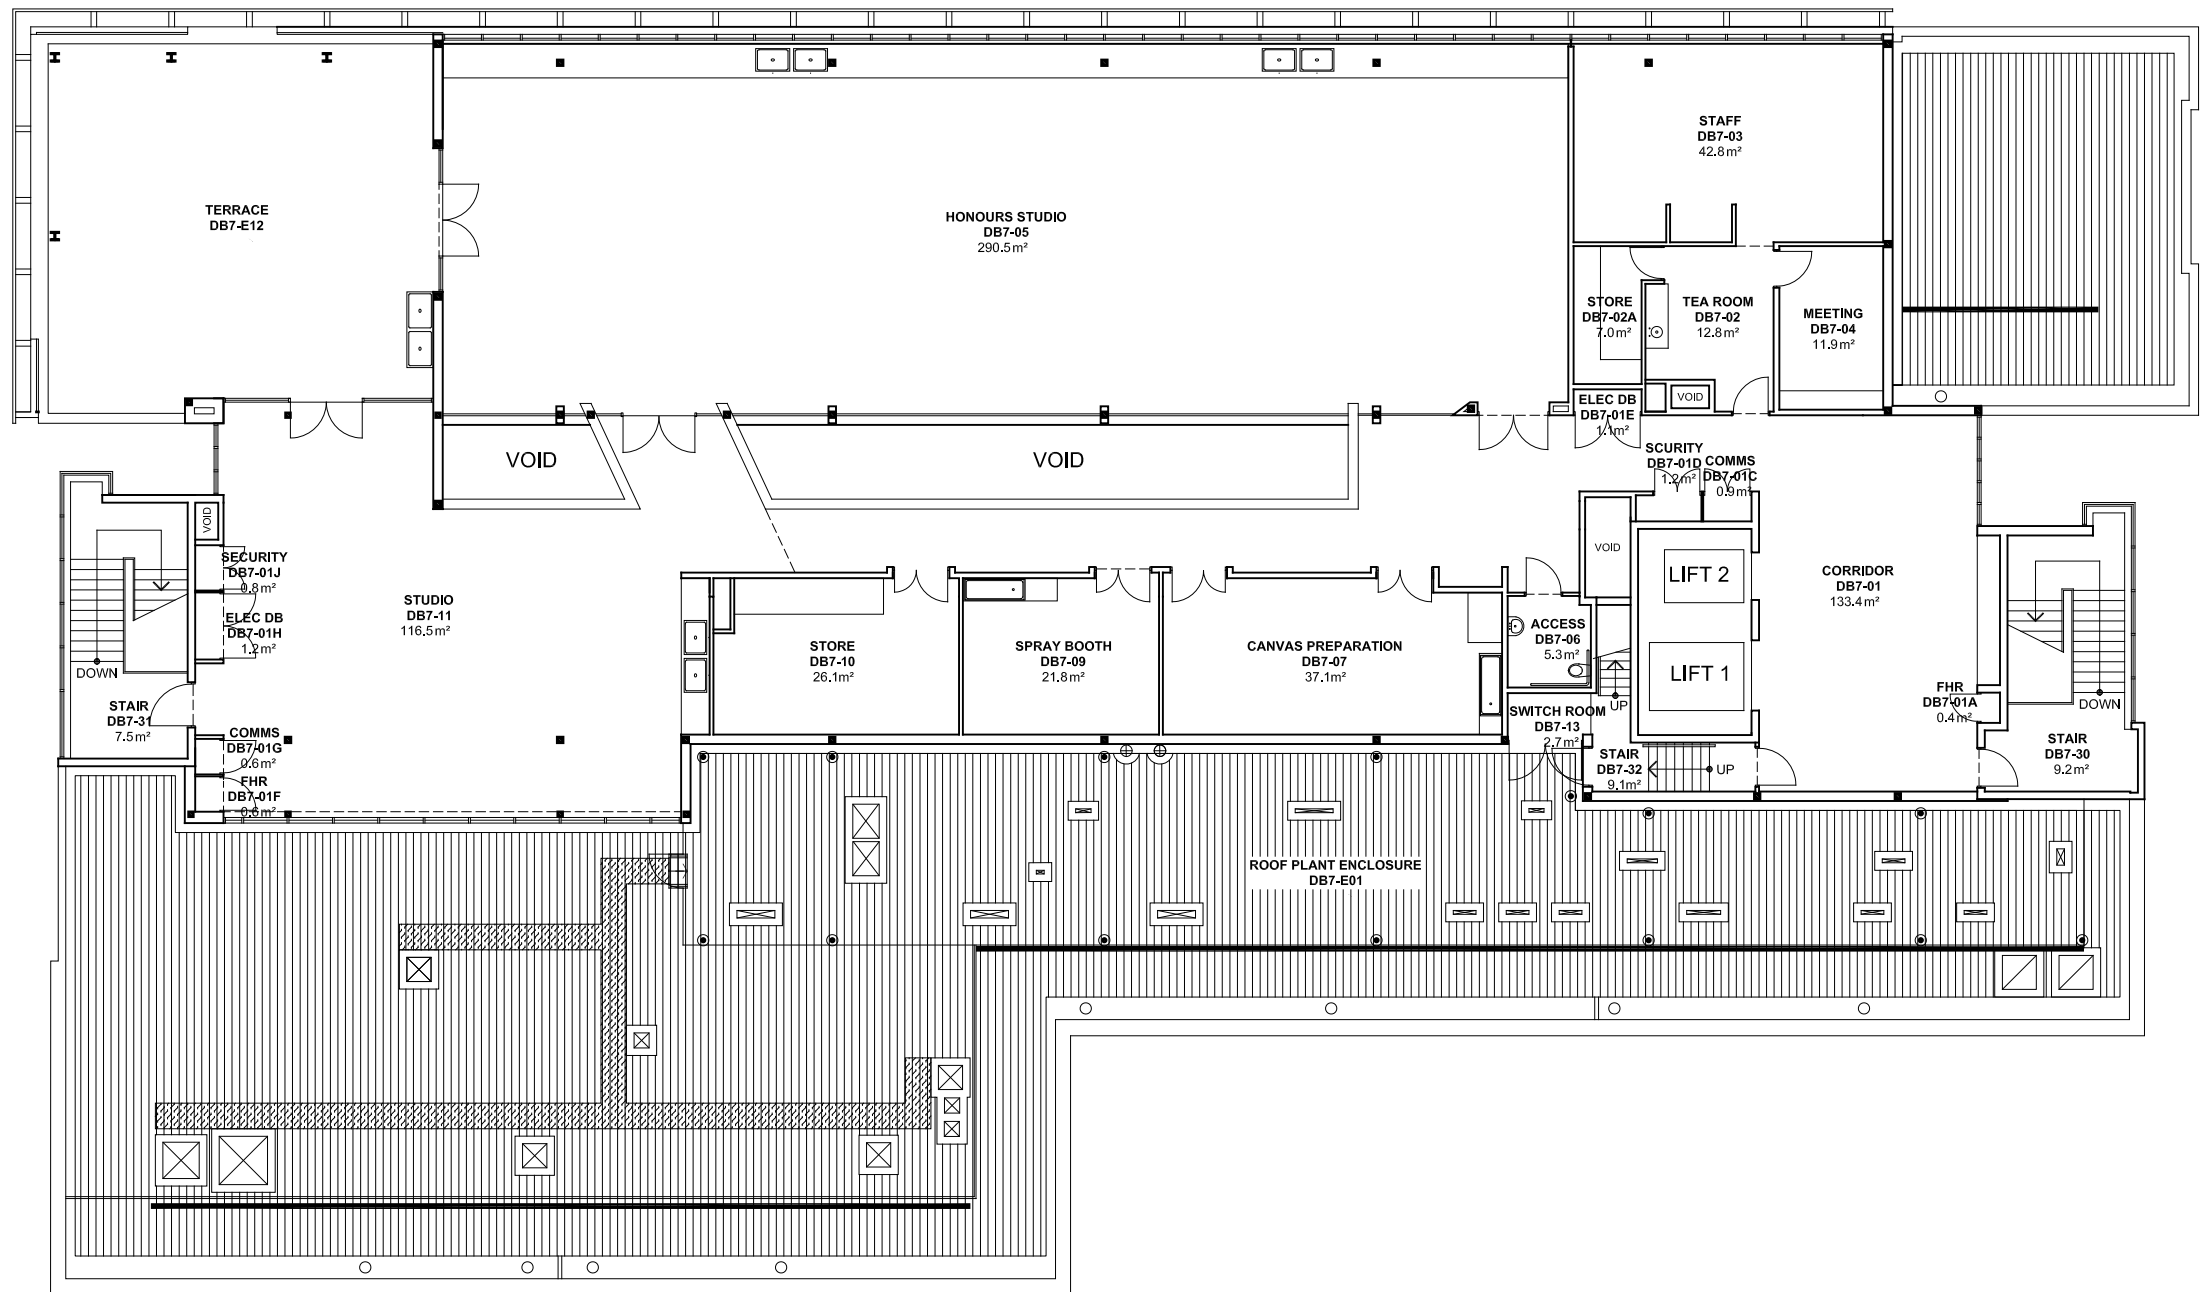 TERRACE
DB7-E12
HONOURS STUDIO
DB7-05
290.5m²
STAFF
DB7-03
42.8m²
STORE
DB7-02A
7.0m²
TEA ROOM
DB7-02
12.8m²
MEETING
DB7-04
11.9m²
VOID
ELEC DB
DB7-01E
1.1m²
VOID
VOID
SCURITY
DB7-01D
1.2m²
COMMS
DB7-01C
0.9m²
VOID
VOID
SECURITY
DB7-01J
0.8m²
ELEC DB
DB7-01H
1.2m²
DOWN
STAIR
DB7-31
7.5m²
COMMS
DB7-01G
0.6m²
FHR
DB7-01F
0.6m²
STUDIO
DB7-11
116.5m²
STORE
DB7-10
26.1m²
SPRAY BOOTH
DB7-09
21.8m²
CANVAS PREPARATION
DB7-07
37.1m²
ACCESS
DB7-06
5.3m²
LIFT 2
LIFT 1
CORRIDOR
DB7-01
133.4m²
UP
SWITCH ROOM
DB7-13
2.7m²
STAIR
DB7-32
9.1m²
UP
FHR
DB7-01A
0.4m²
DOWN
STAIR
DB7-30
9.2m²
ROOF PLANT ENCLOSURE
DB7-E01